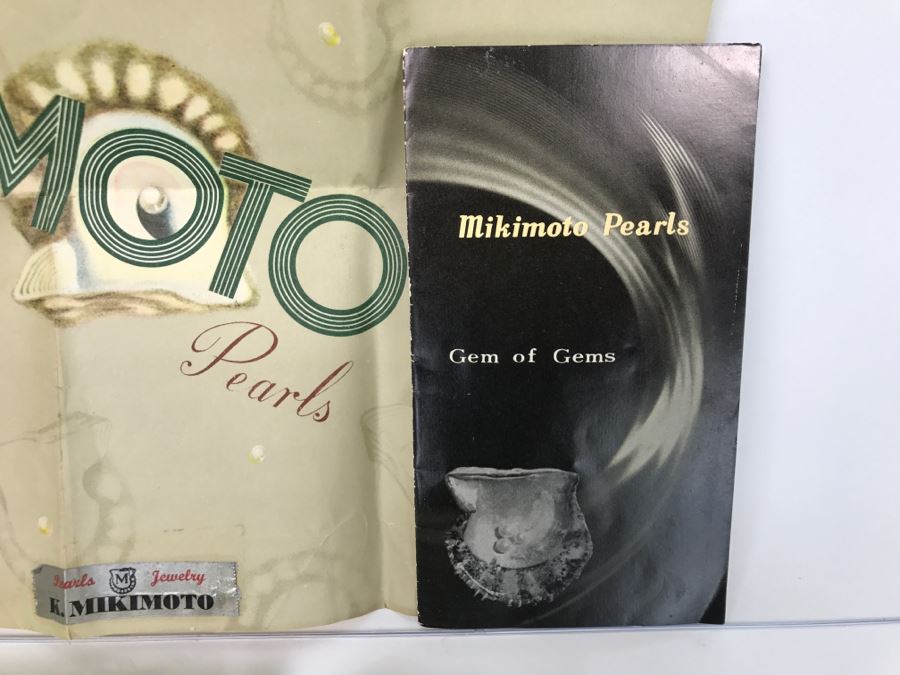 MOTO
Pearls
Pearls M Jewelry
K. MIKIMOTO
Mikimoto Pearls
Gem of Gems